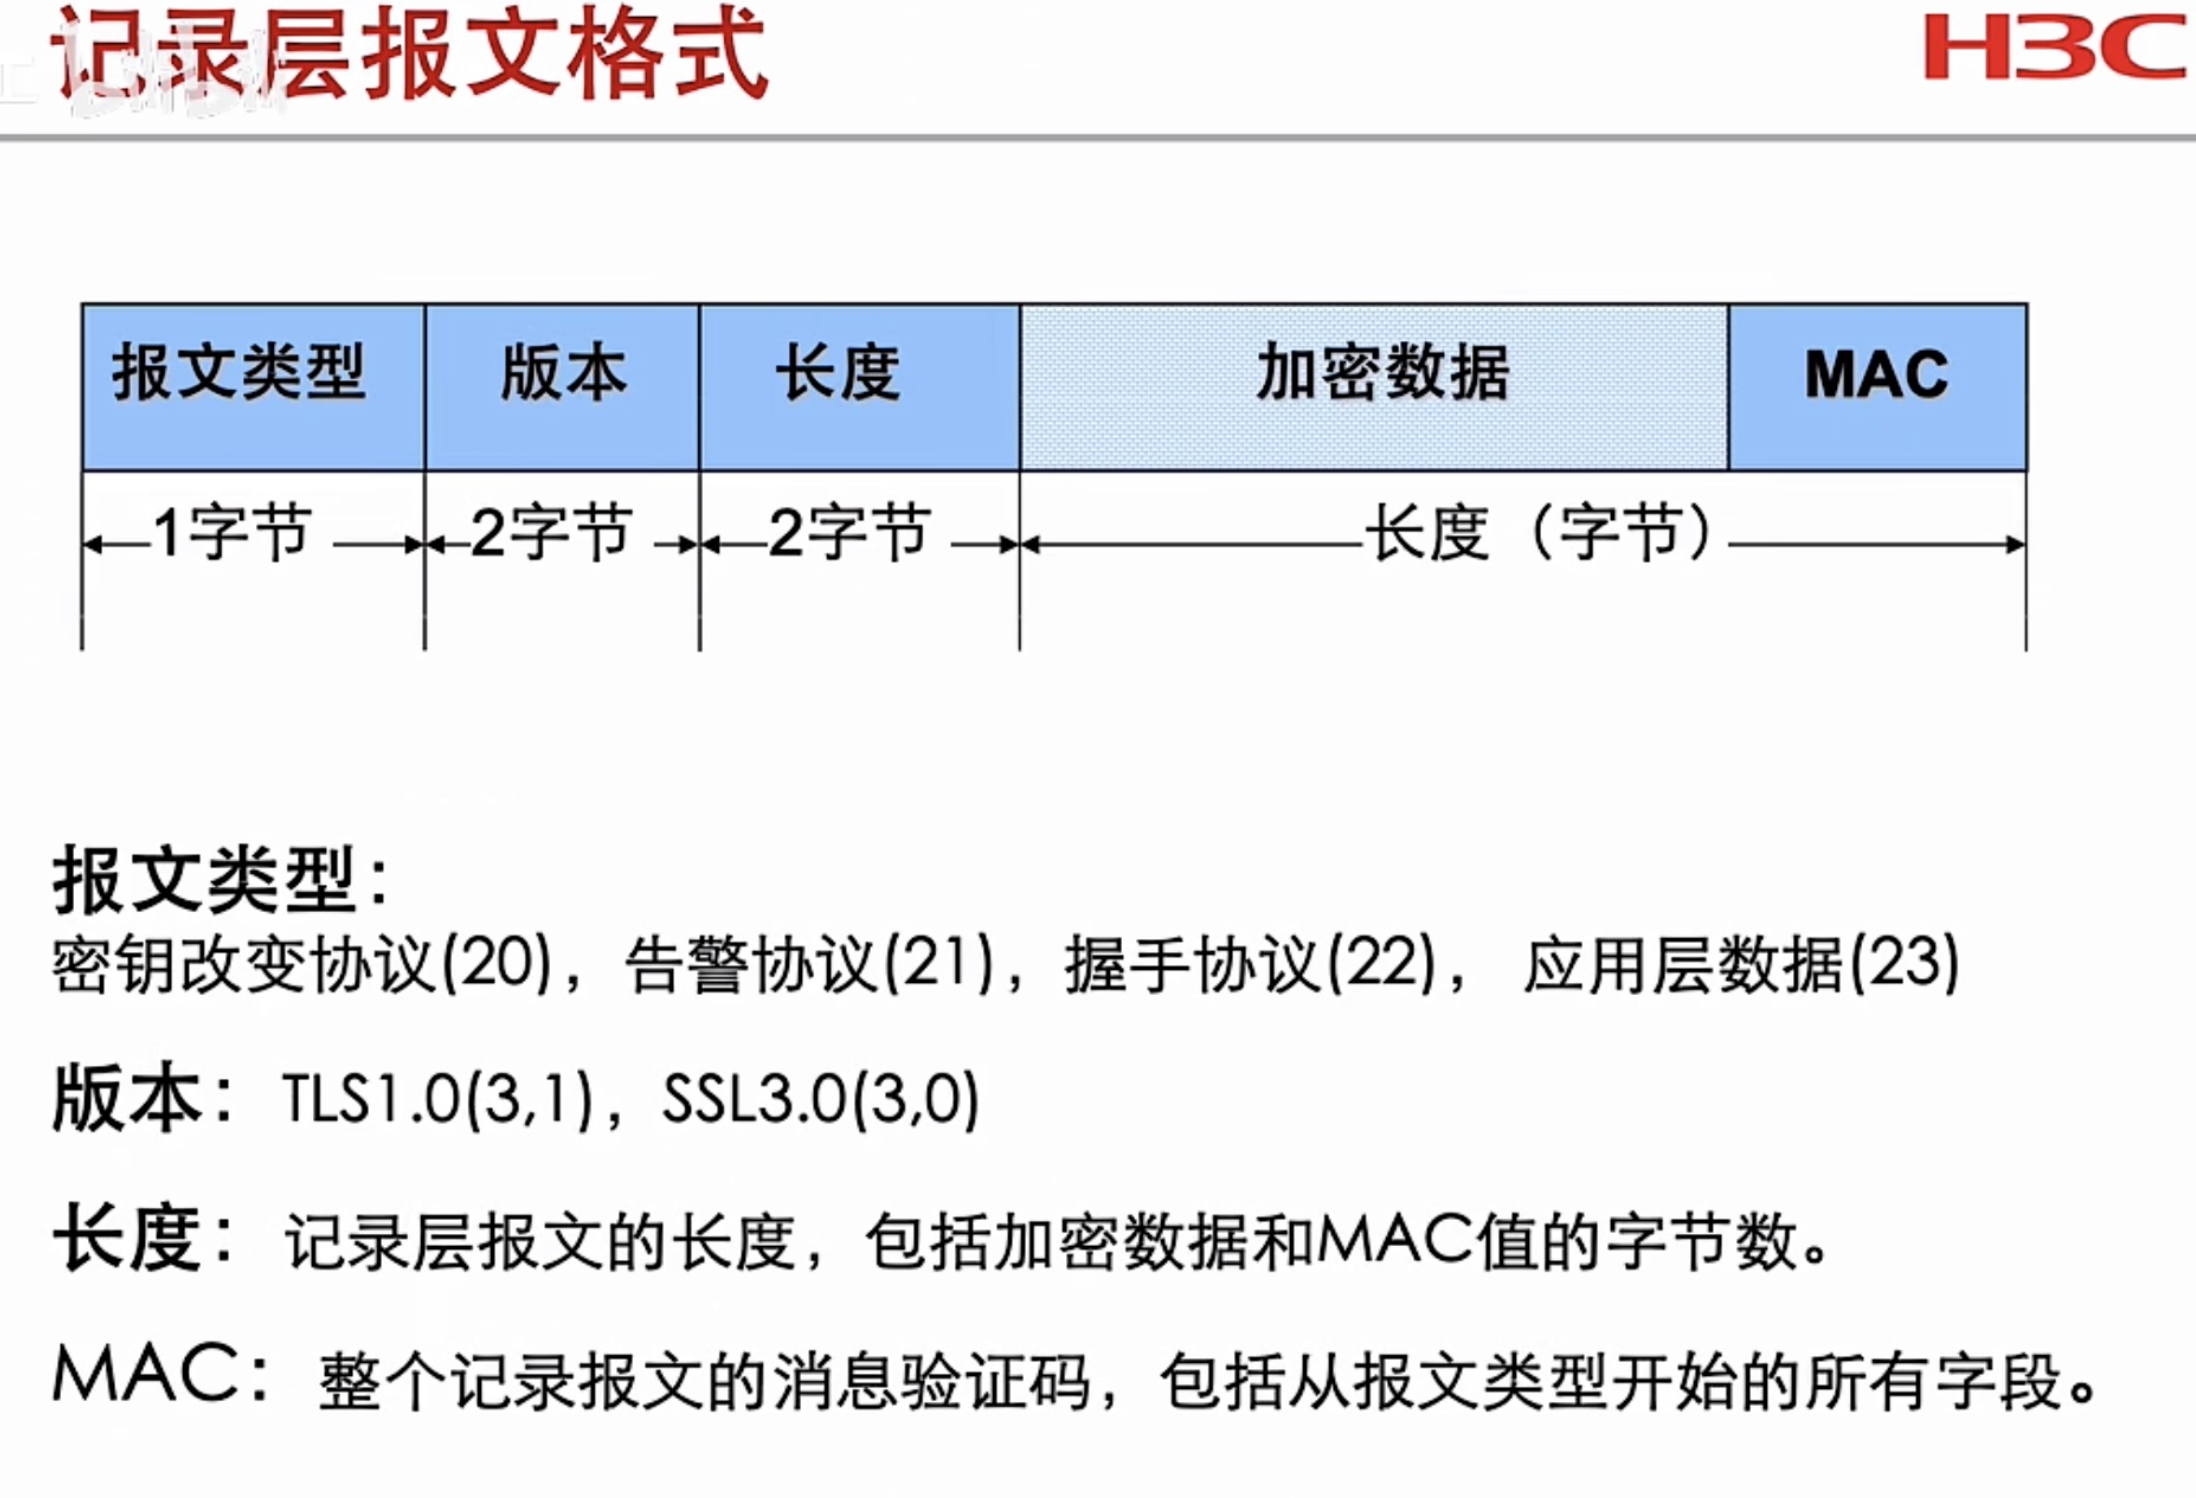 记录层报文格式
H3C
报文类型 版本 长度 加密数据 MAC
1字节 2字节 2字节 长度（字节）
报文类型：
密钥改变协议(20)，告警协议(21)，握手协议(22)， 应用层数据(23)
版本： TLS1.0(3,1)，SSL3.0(3,0)
长度： 记录层报文的长度，包括加密数据和MAC值的字节数。
MAC：整个记录报文的消息验证码，包括从报文类型开始的所有字段。